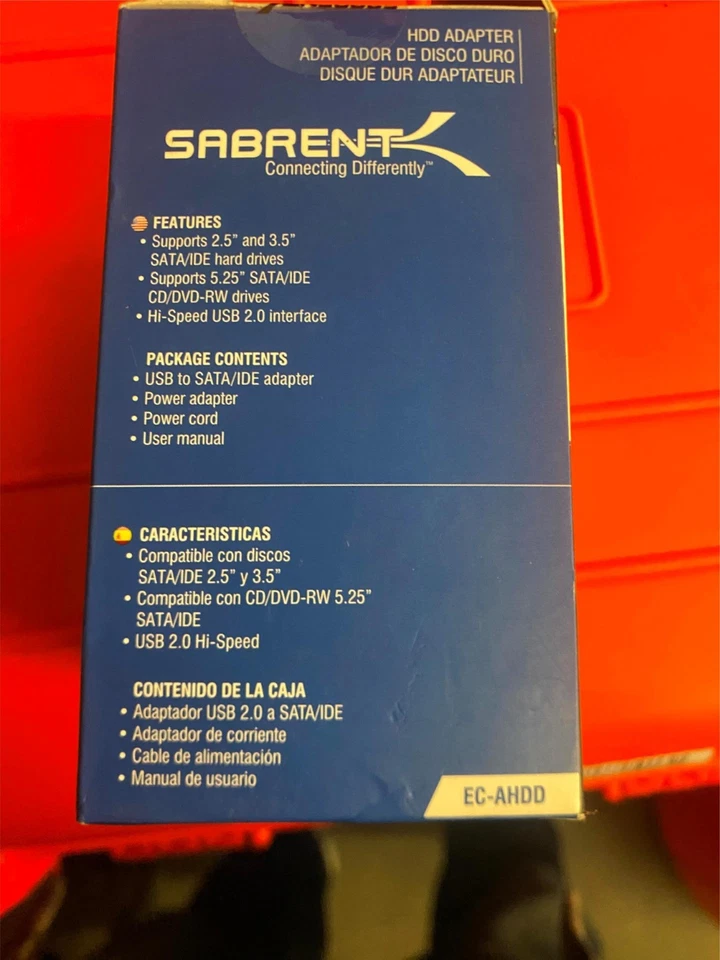 HDD ADAPTER
ADAPTADOR DE DISCO DURO
DISQUE DUR ADAPTATEUR
SABRENT
Connecting Differently™
FEATURES
• Supports 2.5" and 3.5"
SATA/IDE hard drives
• Supports 5.25" SATA/IDE
CD/DVD-RW drives
• Hi-Speed USB 2.0 interface
PACKAGE CONTENTS
• USB to SATA/IDE adapter
• Power adapter
• Power cord
• User manual
CARACTERISTICAS
• Compatible con discos
SATA/IDE 2.5" y 3.5"
• Compatible con CD/DVD-RW 5.25"
SATA/IDE
• USB 2.0 Hi-Speed
CONTENIDO DE LA CAJA
• Adaptador USB 2.0 a SATA/IDE
• Adaptador de corriente
• Cable de alimentación
• Manual de usuario
EC-AHDD